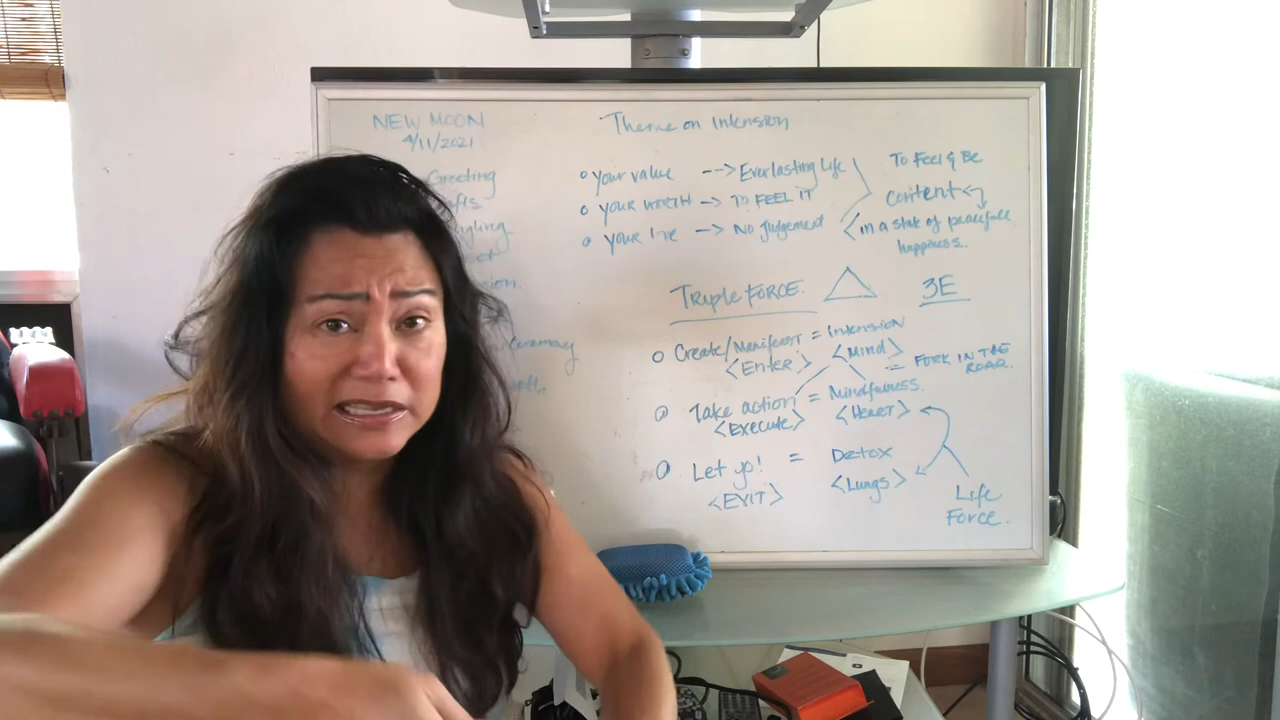 NEW MOON
4/11/2021
Greeting
Theme on Intension
o your value --> Everlasting Life
o YOUR WORTH --> TO FEEL IT
o YOUR --> NO Judgement
To Feel & Be
content
<in a state of peacefull
happiness.
Triple FORCE. 3E
o Create/Manifest = Intension
<Enter> <Mind>
= FORK IN THE
ROAD.
o Take action = Mindfulness.
<Execute> <Heart>
o Let go! = Detox
<EXIT> <Lungs>
Life
Force.